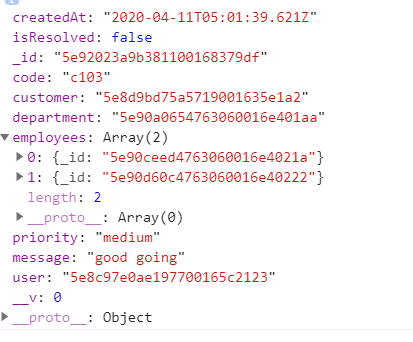 createdAt: "2020-04-11T05:01:39.621Z"
isResolved: false
_id: "5e92023a9b381100168379df"
code: "c103"
customer: "5e8d9bd75a5719001635e1a2"
department: "5e90a0654763060016e401aa"
employees: Array(2)
0: {_id: "5e90ceed4763060016e4021a"}
1: {_id: "5e90d60c4763060016e40222"}
length: 2
__proto__: Array(0)
priority: "medium"
message: "good going"
user: "5e8c97e0ae197700165c2123"
__v: 0
__proto__: Object